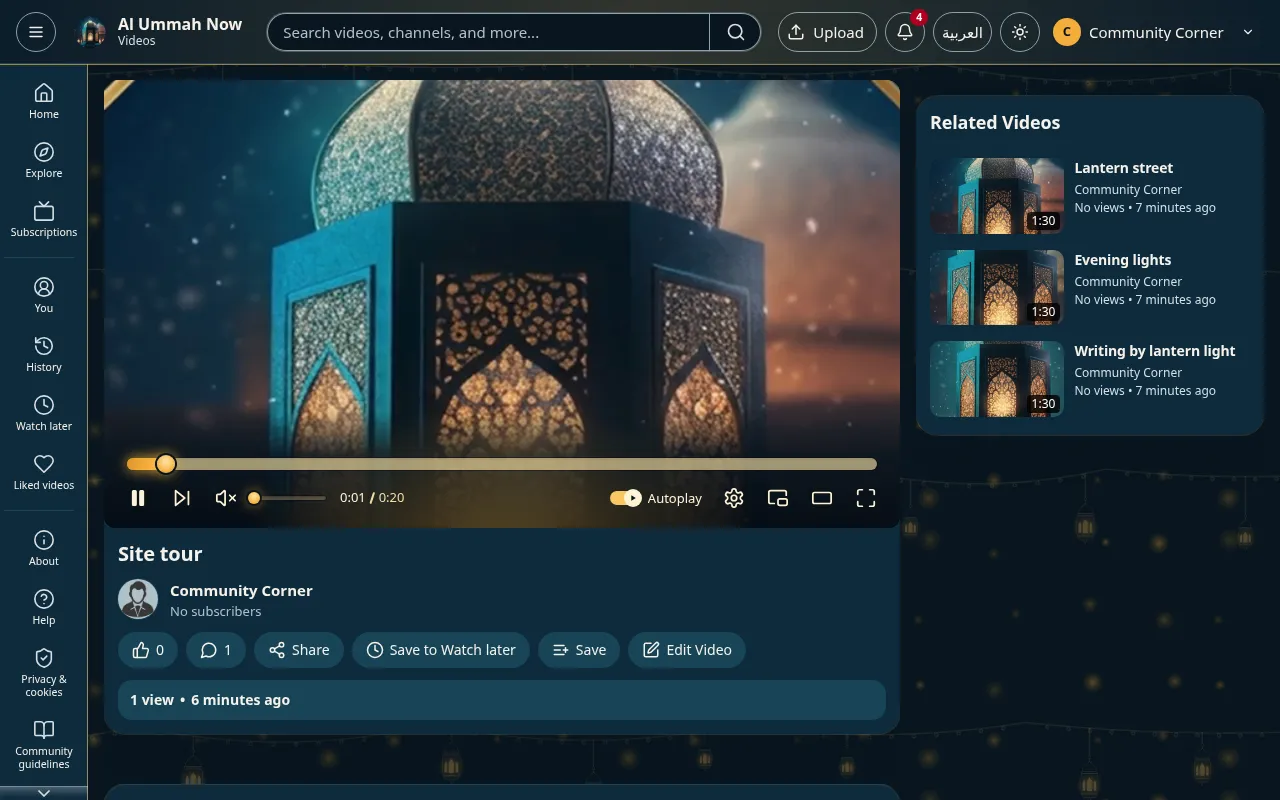 Al Ummah Now
Videos
Search videos, channels, and more...
Upload
4
العربية
C
Community Corner
Home
Explore
Subscriptions
You
History
Watch later
Liked videos
About
Help
Privacy &
cookies
Community
guidelines
0:01 / 0:20
Autoplay
Site tour
Community Corner
No subscribers
0
1
Share
Save to Watch later
Save
Edit Video
1 view • 6 minutes ago
Related Videos
1:30
Lantern street
Community Corner
No views • 7 minutes ago
1:30
Evening lights
Community Corner
No views • 7 minutes ago
1:30
Writing by lantern light
Community Corner
No views • 7 minutes ago